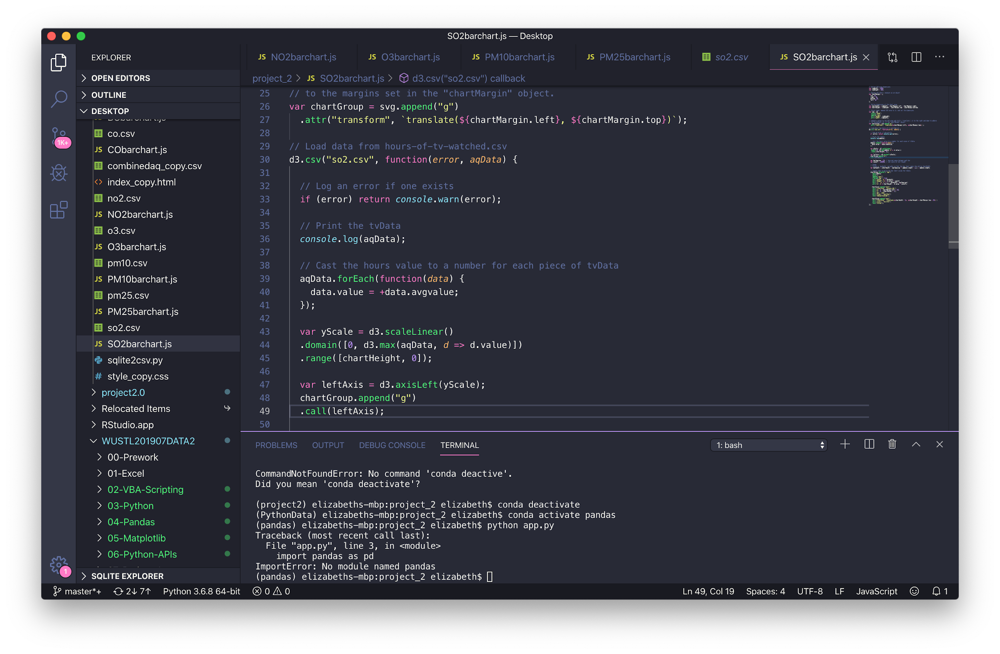 SO2barchart.js — Desktop
EXPLORER
JS NO2barchart.js
JS O3barchart.js
JS PM10barchart.js
JS PM25barchart.js
so2.csv
JS SO2barchart.js
OPEN EDITORS
OUTLINE
DESKTOP
co.csv
JS CObarchart.js
combinedaq_copy.csv
index_copy.html
no2.csv
JS NO2barchart.js
o3.csv
JS O3barchart.js
pm10.csv
JS PM10barchart.js
pm25.csv
JS PM25barchart.js
so2.csv
JS SO2barchart.js
sqlite2csv.py
# style_copy.css
project2.0
Relocated Items
RStudio.app
WUSTL201907DATA2
00-Prework
01-Excel
02-VBA-Scripting
03-Python
04-Pandas
05-Matplotlib
06-Python-APIs
SQLITE EXPLORER
1K+
1
project_2 > JS SO2barchart.js > d3.csv("so2.csv") callback
25 // to the margins set in the "chartMargin" object.
26 var chartGroup = svg.append("g")
27 .attr("transform", `translate(${chartMargin.left}, ${chartMargin.top})`);
28
29 // Load data from hours-of-tv-watched.csv
30 d3.csv("so2.csv", function(error, aqData) {
31
32 // Log an error if one exists
33 if (error) return console.warn(error);
34
35 // Print the tvData
36 console.log(aqData);
37
38 // Cast the hours value to a number for each piece of tvData
39 aqData.forEach(function(data) {
40 data.value = +data.avgvalue;
41 });
42
43 var yScale = d3.scaleLinear()
44 .domain([0, d3.max(aqData, d => d.value)])
45 .range([chartHeight, 0]);
46
47 var leftAxis = d3.axisLeft(yScale);
48 chartGroup.append("g")
49 .call(leftAxis);
50
PROBLEMS OUTPUT DEBUG CONSOLE TERMINAL
1: bash
CommandNotFoundError: No command 'conda deactive'.
Did you mean 'conda deactivate'?
(project2) elizabeths-mbp:project_2 elizabeth$ conda deactivate
(PythonData) elizabeths-mbp:project_2 elizabeth$ conda activate pandas
(pandas) elizabeths-mbp:project_2 elizabeth$ python app.py
Traceback (most recent call last):
File "app.py", line 3, in <module>
import pandas as pd
ImportError: No module named pandas
(pandas) elizabeths-mbp:project_2 elizabeth$
master*+ 2↓ 7↑ Python 3.6.8 64-bit 0 0
Ln 49, Col 19 Spaces: 4 UTF-8 LF JavaScript 1